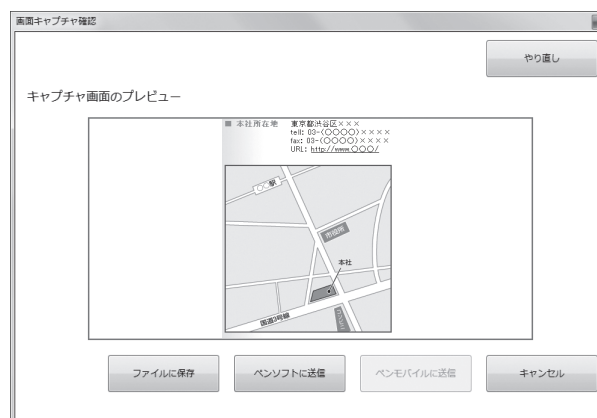 画面キャプチャ確認
やり直し
キャプチャ画面のプレビュー
■ 本社所在地 東京都渋谷区×××
tell: 03-(○○○○)××××
fax: 03-(○○○○)××××
URL: http://www.○○○/
○○駅
市役所
本社
国道3号線
ファイルに保存
ペンソフトに送信
ペンモバイルに送信
キャンセル